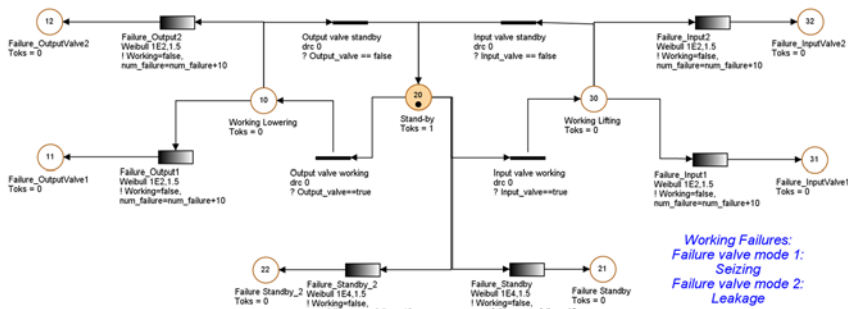 12
Failure_OutputValve2
Toks = 0
Failure_Output2
Weibull 1E2,1.5
! Working=false,
num_failure=num_failure+10
Output valve standby
drc 0
? Output_valve == false
Input valve standby
drc 0
? Input_valve == false
Failure_Input2
Weibull 1E2,1.5
! Working=false,
num_failure=num_failure+10
32
Failure_InputValve2
Toks = 0
10
Working Lowering
Toks = 0
20
Stand-by
Toks = 1
30
Working Lifting
Toks = 0
11
Failure_OutputValve1
Toks = 0
Failure_Output1
Weibull 1E2,1.5
! Working=false,
num_failure=num_failure+10
Output valve working
drc 0
? Output_valve==true
Input valve working
drc 0
? Input_valve==true
Failure_Input1
Weibull 1E2,1.5
! Working=false,
num_failure=num_failure+10
31
Failure_InputValve1
Toks = 0
22
Failure Standby_2
Toks = 0
Failure_Standby_2
Weibull 1E4,1.5
! Working=false,
Failure_Standby
Weibull 1E4,1.5
! Working=false,
21
Failure Standby
Toks = 0
Working Failures:
Failure valve mode 1:
Seizing
Failure valve mode 2:
Leakage